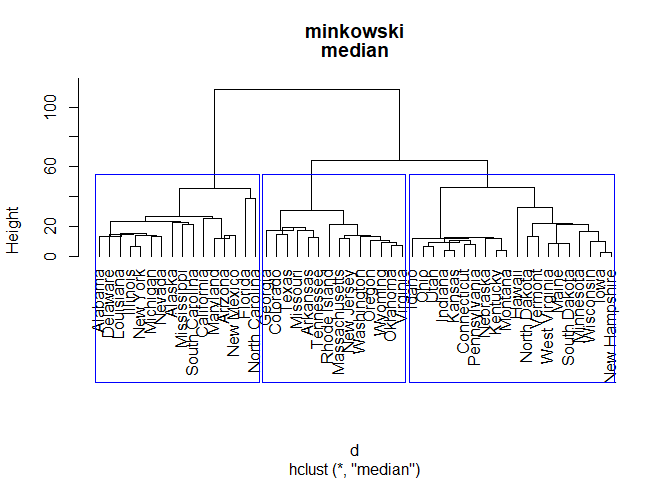 minkowski
median
Height
0
20
60
100
Alabama
Delaware
Louisiana
Illinois
New York
Michigan
Nevada
Alaska
Mississippi
South Carolina
California
Maryland
Arizona
New Mexico
Florida
North Carolina
Georgia
Colorado
Texas
Missouri
Arkansas
Tennessee
Rhode Island
Massachusetts
New Jersey
Washington
Oregon
Wyoming
Oklahoma
Virginia
Idaho
Ohio
Utah
Indiana
Kansas
Connecticut
Pennsylvania
Nebraska
Kentucky
Montana
Hawaii
North Dakota
Vermont
West Virginia
Maine
South Dakota
Minnesota
Wisconsin
Iowa
New Hampshire
d
hclust (*, "median")